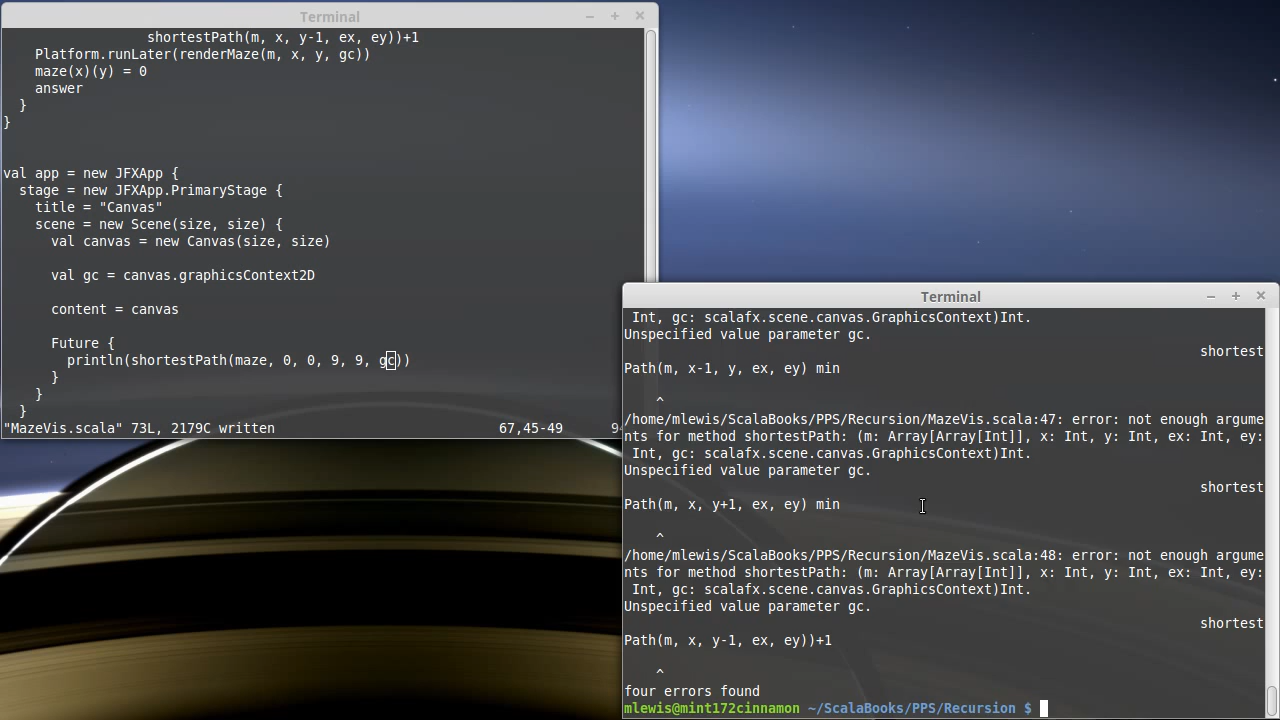 Terminal
shortestPath(m, x, y-1, ex, ey))+1
Platform.runLater(renderMaze(m, x, y, gc))
maze(x)(y) = 0
answer
}
}
val app = new JFXApp {
stage = new JFXApp.PrimaryStage {
title = "Canvas"
scene = new Scene(size, size) {
val canvas = new Canvas(size, size)
val gc = canvas.graphicsContext2D
content = canvas
Future {
println(shortestPath(maze, 0, 0, 9, 9, gc))
}
}
}
"MazeVis.scala" 73L, 2179C written 67,45-49
Terminal
Int, gc: scalafx.scene.canvas.GraphicsContext)Int.
Unspecified value parameter gc.
shortest
Path(m, x-1, y, ex, ey) min
^
/home/mlewis/ScalaBooks/PPS/Recursion/MazeVis.scala:47: error: not enough argume
nts for method shortestPath: (m: Array[Array[Int]], x: Int, y: Int, ex: Int, ey:
Int, gc: scalafx.scene.canvas.GraphicsContext)Int.
Unspecified value parameter gc.
shortest
Path(m, x, y+1, ex, ey) min
^
/home/mlewis/ScalaBooks/PPS/Recursion/MazeVis.scala:48: error: not enough argume
nts for method shortestPath: (m: Array[Array[Int]], x: Int, y: Int, ex: Int, ey:
Int, gc: scalafx.scene.canvas.GraphicsContext)Int.
Unspecified value parameter gc.
shortest
Path(m, x, y-1, ex, ey))+1
^
four errors found
mlewis@mint172cinnamon ~/ScalaBooks/PPS/Recursion $